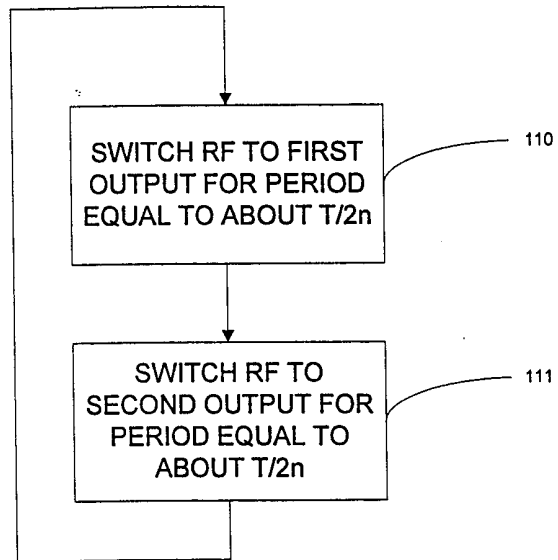 SWITCH RF TO FIRST
OUTPUT FOR PERIOD
EQUAL TO ABOUT T/2n
110
SWITCH RF TO
SECOND OUTPUT FOR
PERIOD EQUAL TO
ABOUT T/2n
111